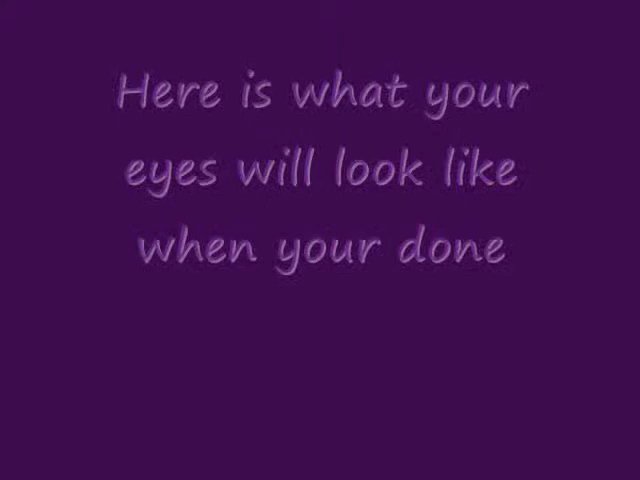 Here is what your
eyes will look like
when your done